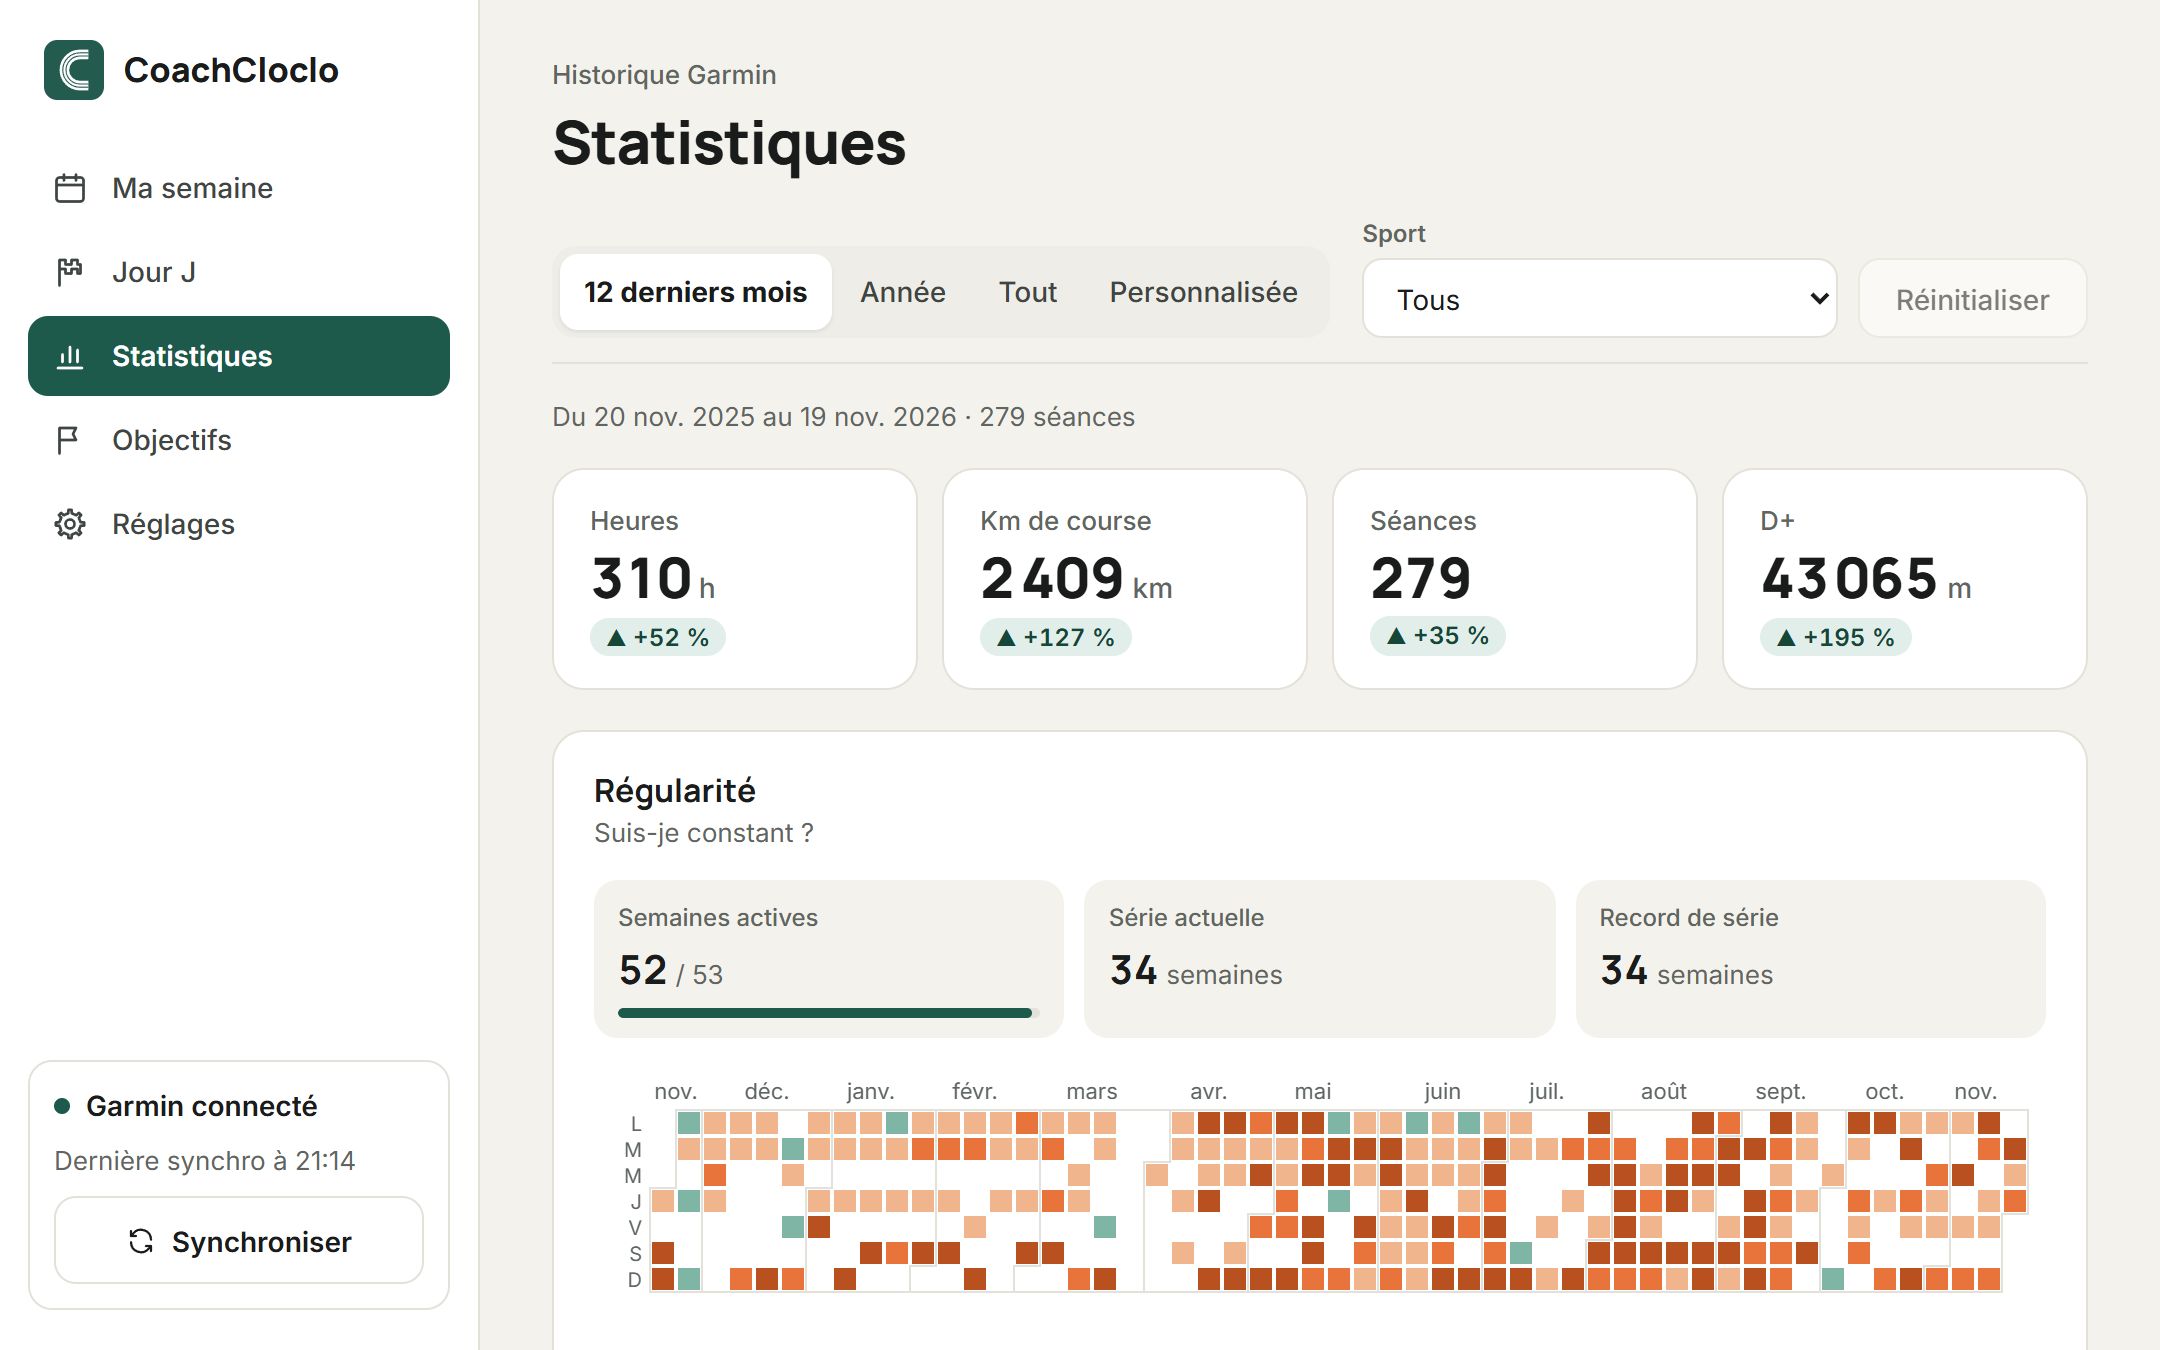 CoachCloclo
Ma semaine
Jour J
Statistiques
Objectifs
Réglages
Garmin connecté
Dernière synchro à 21:14
Synchroniser
Historique Garmin
Statistiques
12 derniers mois Année Tout Personnalisée
Sport
Tous
Réinitialiser
Du 20 nov. 2025 au 19 nov. 2026 · 279 séances
Heures
310 h
▲ +52 %
Km de course
2 409 km
▲ +127 %
Séances
279
▲ +35 %
D+
43 065 m
▲ +195 %
Régularité
Suis-je constant ?
Semaines actives
52 / 53
Série actuelle
34 semaines
Record de série
34 semaines
nov. déc. janv. févr. mars avr. mai juin juil. août sept. oct. nov.
L
M
M
J
V
S
D